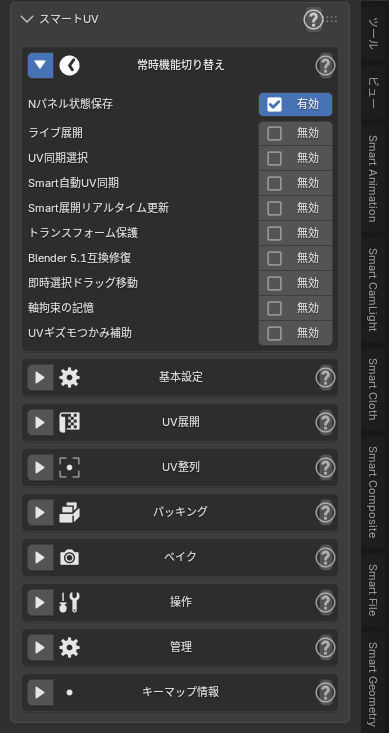 スマートUV
常時機能切り替え
Nパネル状態保存 有効
ライブ展開 無効
UV同期選択 無効
Smart自動UV同期 無効
Smart展開リアルタイム更新 無効
トランスフォーム保護 無効
Blender 5.1互換修復 無効
即時選択ドラッグ移動 無効
軸拘束の記憶 無効
UVギズモつかみ補助 無効
基本設定
UV展開
UV整列
パッキング
ベイク
操作
管理
キーマップ情報
ツール
ビュー
Smart Animation
Smart CamLight
Smart Cloth
Smart Composite
Smart File
Smart Geometry